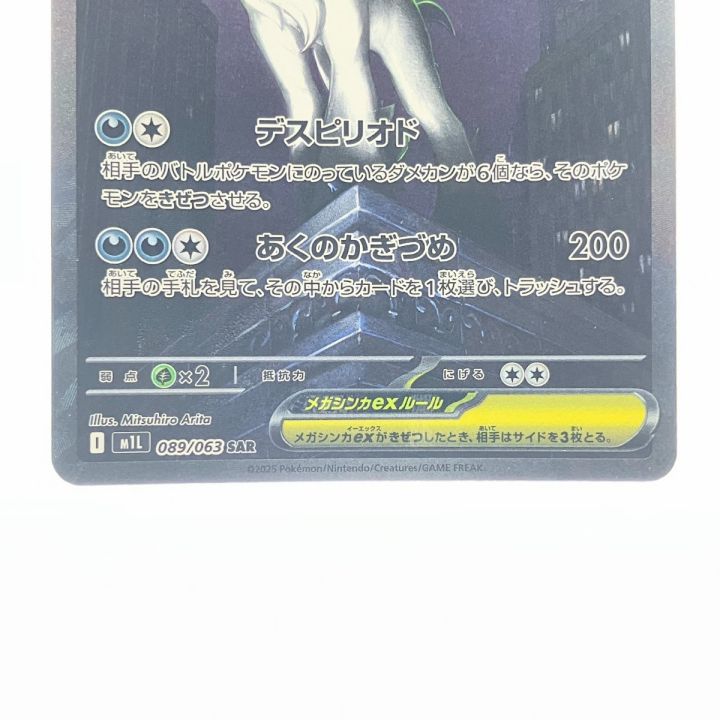 デスピリオド
相手のバトルポケモンにのっているダメカンが6個なら、そのポケ
モンをきぜつさせる。
あくのかぎづめ 200
相手の手札を見て、その中からカードを1枚選び、トラッシュする。
弱点 ×2 抵抗力 にげる
メガシンカexルール
メガシンカexがきぜつしたとき、相手はサイドを3枚とる。
Illus. Mitsuhiro Arita
I M1L 089/063 SAR
©2025 Pokémon/Nintendo/Creatures/GAME FREAK.